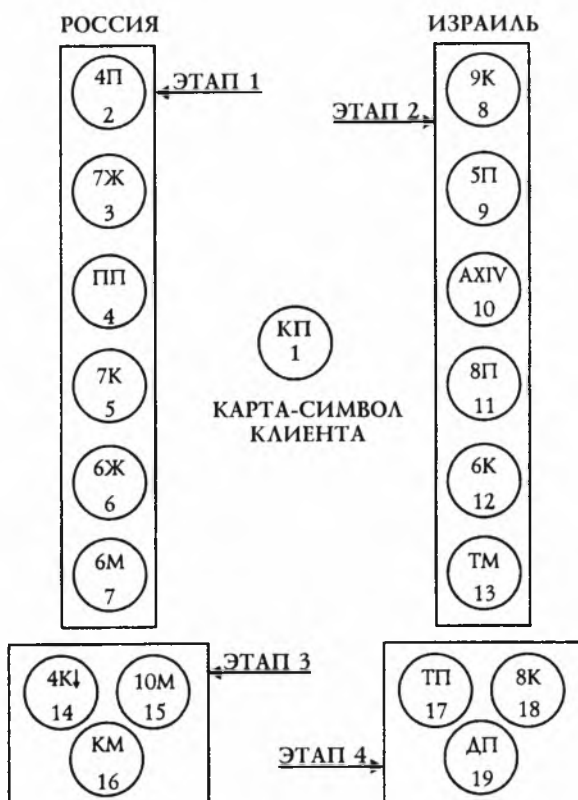 РОССИЯ
4П
2
ЭТАП 1
7Ж
3
ПП
4
7К
5
6Ж
6
6М
7
КП
1
КАРТА-СИМВОЛ
КЛИЕНТА
ИЗРАИЛЬ
9К
8
ЭТАП 2
5П
9
АXIV
10
8П
11
6К
12
ТМ
13
4К↓
14
10М
15
КМ
16
ЭТАП 3
ТП
17
8К
18
ДП
19
ЭТАП 4